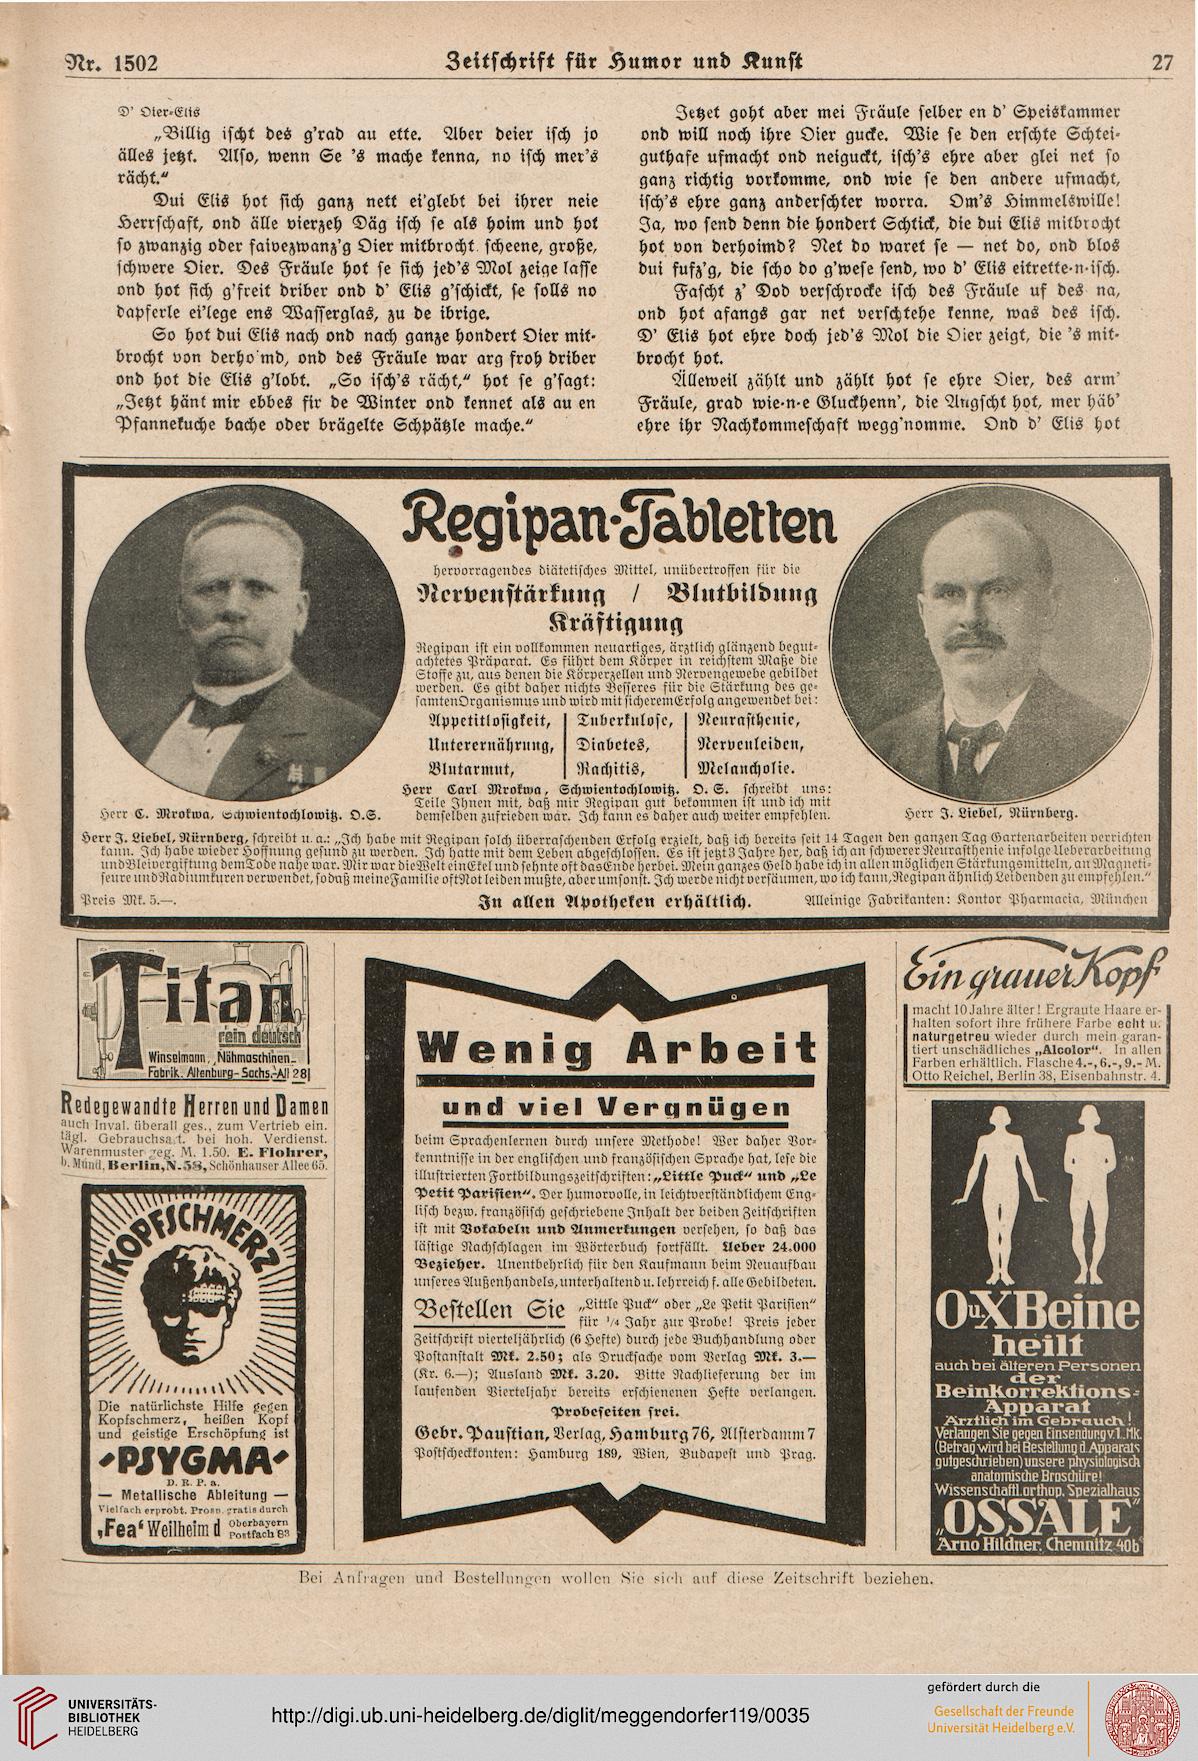 Nr. 1502
Zeitschrift für Humor und Kunst
27
D' Oier-Elis
„Billig ischt des g'rad au ette. Aber deier isch jo
älles jetzt. Also, wenn Se 's mache kenna, no isch mer's
rächt."
Dui Elis hot sich ganz nett ei'glebt bei ihrer neie
Herrschaft, ond älle vierzeh Däg isch se als hoim und hot
so zwanzig oder faivezwanz'g Oier mitbrocht, scheene, große,
schwere Oier. Des Fräule hot se sich jed's Mol zeige lasse
ond hot sich g'freit driber ond d' Elis g'schickt, se solls no
dapferle ei'lege ens Wasserglas, zu de ibrige.
So hot dui Elis nach ond nach ganze hondert Oier mit-
brocht von derho'md, ond des Fräule war arg froh driber
ond hot die Elis g'lobt. „So isch's rächt," hot se g'sagt:
„Jetzt hänt mir ebbes fir de Winter ond kennet als au en
Pfannekuche bache oder brägelte Schpätzle mache."
Jetzet goht aber mei Fräule selber en d' Speiskammer
ond will noch ihre Oier gucke. Wie se den erschte Schtei-
guthafe ufmacht ond neiguckt, isch's ehre aber glei net so
ganz richtig vorkomme, ond wie se den andere ufmacht,
isch's ehre ganz anderschter worra. Om's Himmelswille!
Ja, wo send denn die hondert Schtick, die dui Elis mitbrocht
hot von derhoimd? Net do waret se — net do, ond blos
dui fufz'g, die scho do g'wese send, wo d' Elis eitrette-n-isch.
Fascht z' Dod verschrocke isch des Fräule uf des na,
ond hot afangs gar net verschtehe kenne, was des isch.
D' Elis hot ehre doch jed's Mol die Oier zeigt, die 's mit-
brocht hot.
Älleweil zählt und zählt hot se ehre Oier, des arm'
Fräule, grad wie-n-e Gluckhenn', die Angscht hot, mer häb'
ehre ihr Nachkommeschaft wegg'nomme. Ond d' Elis hot
Regipan-Tabletten
hervorragendes diätetisches Mittel, unübertroffen für die
Nervenstärkung / Blutbildung
Kräftigung
Regipan ist ein vollkommen neuartiges, ärztlich glänzend begut-
achtetes Präparat. Es führt dem Körper in reichstem Maße die
Stoffe zu, aus denen die Körperzellen und Nervengewebe gebildet
werden. Es gibt daher nichts Besseres für die Stärkung des ge-
samten Organismus und wird mit sicherem Erfolg angewendet bei:
Appetitlosigkeit, Tuberkulose, Neurasthenie,
Unterernährung, Diabetes, Nervenleiden,
Blutarmut, Rachitis, Melancholie.
Herr Carl Mrokwa, Schwientochlowitz. O. S. schreibt uns:
Teile Ihnen mit, daß mir Regipan gut bekommen ist und ich mit
demselben zufrieden war. Ich kann es daher auch weiter empfehlen.
Herr C. Mrokwa, Schwientochlowitz. O.S.
Herr J. Liebel, Nürnberg.
Herr J. Liebel, Nürnberg, schreibt u. a.: „Ich habe mit Regipan solch überraschenden Erfolg erzielt, daß ich bereits seit 14 Tagen den ganzen Tag Gartenarbeiten verrichten
kann. Ich habe wieder Hoffnung gesund zu werden. Ich hatte mit dem Leben abgeschlossen. Es ist jetzt 3 Jahre her, daß ich an schwerer Neurasthenie infolge Ueberarbeitung
und Bleivergiftung dem Tode nahe war. Mir war die Welt ein Ekel und sehnte oft das Ende herbei. Mein ganzes Geld habe ich in allen möglichen Stärkungsmitteln, an Magneti-
seure und Radiumkuren verwendet, sodaß meine Familie oft Not leiden mußte, aber umsonst. Ich werde nicht versäumen, wo ich kann, Regipan ähnlich Leidenden zu empfehlen."
Preis Mk. 5.—.
In allen Apotheken erhältlich.
Alleinige Fabrikanten: Kontor Pharmacia, München
Titan
rein deutsch
Winselmann, Nähmaschinen-
Fabrik. Altenburg-Sachs.-All 28
Redegewandte Herren und Damen
auch Inval. überall ges., zum Vertrieb ein.
tägl. Gebrauchsart. bei hoh. Verdienst.
Warenmuster geg. M. 1.50. E. Flohrer,
b. Münd, Berlin, N. 58, Schönhauser Allee 65.
KOPFSCHMERZ
Die natürlichste Hilfe gegen
Kopfschmerz, heißen Kopf
und geistige Erschöpfung ist
PSYGMA
D. R. P. a.
— Metallische Ableitung —
Vielfach erprobt. Prosp. gratis durch
„Fea" Weilheim d Oberbayern
Postfach 83
Wenig Arbeit
und viel Vergnügen
beim Sprachenlernen durch unsere Methode! Wer daher Vor-
kenntnisse in der englischen und französischen Sprache hat, lese die
illustrierten Fortbildungszeitschriften: „Little Puck" und „Le
Petit Parisien". Der humorvolle, in leichtverständlichem Eng-
lisch bezw. französisch geschriebene Inhalt der beiden Zeitschriften
ist mit Vokabeln und Anmerkungen versehen, so daß das
lästige Nachschlagen im Wörterbuch fortfällt. Ueber 24.000
Bezieher. Unentbehrlich für den Kaufmann beim Neuaufbau
unseres Außenhandels, unterhaltend u. lehrreich f. alle Gebildeten.
Bestellen Sie „Little Puck" oder „Le Petit Parisien"
für 1/4 Jahr zur Probe! Preis jeder
Zeitschrift vierteljährlich (6 Hefte) durch jede Buchhandlung oder
Postanstalt Mk. 2.50; als Drucksache vom Verlag Mk. 3.—
(Kr. 6.—); Ausland Mk. 3.20. Bitte Nachlieferung der im
laufenden Vierteljahr bereits erschienenen Hefte verlangen.
Probeseiten frei.
Gebr. Paustian, Verlag, Hamburg 76, Alsterdamm 7
Postscheckkonten: Hamburg 189, Wien, Budapest und Prag.
Ein grauer Kopf
macht 10 Jahre älter! Ergraute Haare er-
halten sofort ihre frühere Farbe echt u.
naturgetreu wieder durch mein garan-
tiert unschädliches „Alcolor". In allen
Farben erhältlich. Flasche 4.-, 6.-, 9.- M.
Otto Reichel, Berlin 38, Eisenbahnstr. 4.
O u. X Beine
heilt
auch bei älteren Personen
der
Beinkorrektions-
Apparat
Ärztlich im Gebrauch!
Verlangen Sie gegen Einsendung v. 1.-Mk.
(Betrag wird bei Bestellung d. Apparats
gutgeschrieben) unsere physiologisch
anatomische Broschüre!
Wissenschaftl. orthop. Spezialhaus
„OSSALE"
Arno Hildner, Chemnitz 40b
Bei Anfragen und Bestellungen wollen Sie sich auf diese Zeitschrift beziehen.
UNIVERSITÄTS-
BIBLIOTHEK
HEIDELBERG
http://digi.ub.uni-heidelberg.de/diglit/meggendorfer119/0035
gefördert durch die
Gesellschaft der Freunde
Universität Heidelberg e.V.